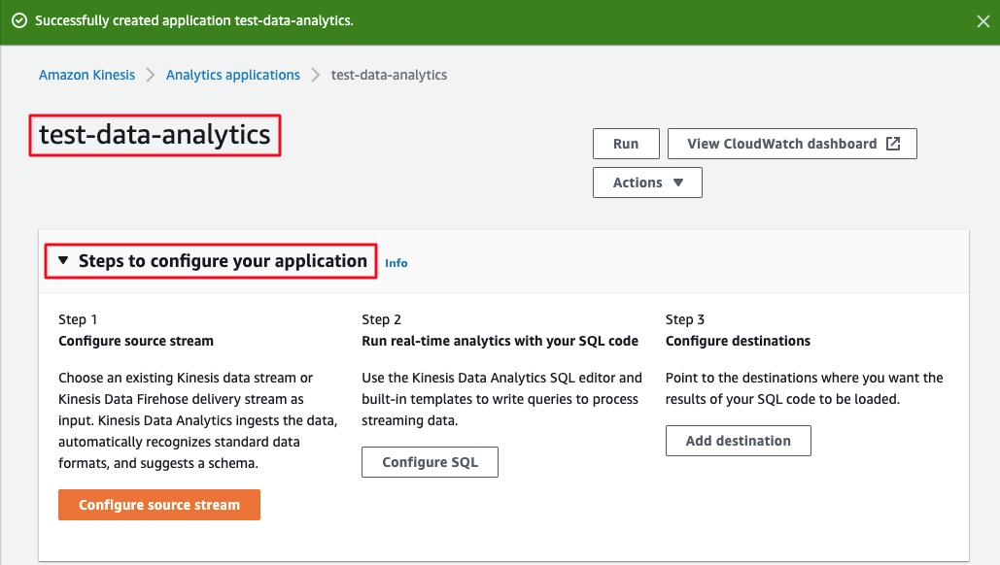 Successfully created application test-data-analytics.
Amazon Kinesis > Analytics applications > test-data-analytics
test-data-analytics
Run
View CloudWatch dashboard
Actions
Steps to configure your application Info
Step 1
Configure source stream
Choose an existing Kinesis data stream or
Kinesis Data Firehose delivery stream as
input. Kinesis Data Analytics ingests the data,
automatically recognizes standard data
formats, and suggests a schema.
Configure source stream
Step 2
Run real-time analytics with your SQL code
Use the Kinesis Data Analytics SQL editor and
built-in templates to write queries to process
streaming data.
Configure SQL
Step 3
Configure destinations
Point to the destinations where you want the
results of your SQL code to be loaded.
Add destination